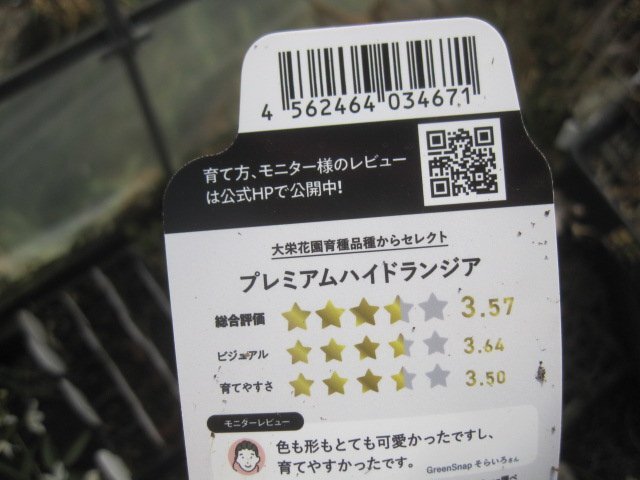 4 562464 034671
育て方、モニター様のレビュー
は公式HPで公開中!
大栄花園育種品種からセレクト
プレミアムハイドランジア
総合評価 3.57
ビジュアル 3.64
育てやすさ 3.50
モニターレビュー
色も形もとても可愛かったですし、
育てやすかったです。 GreenSnap そらいろさん